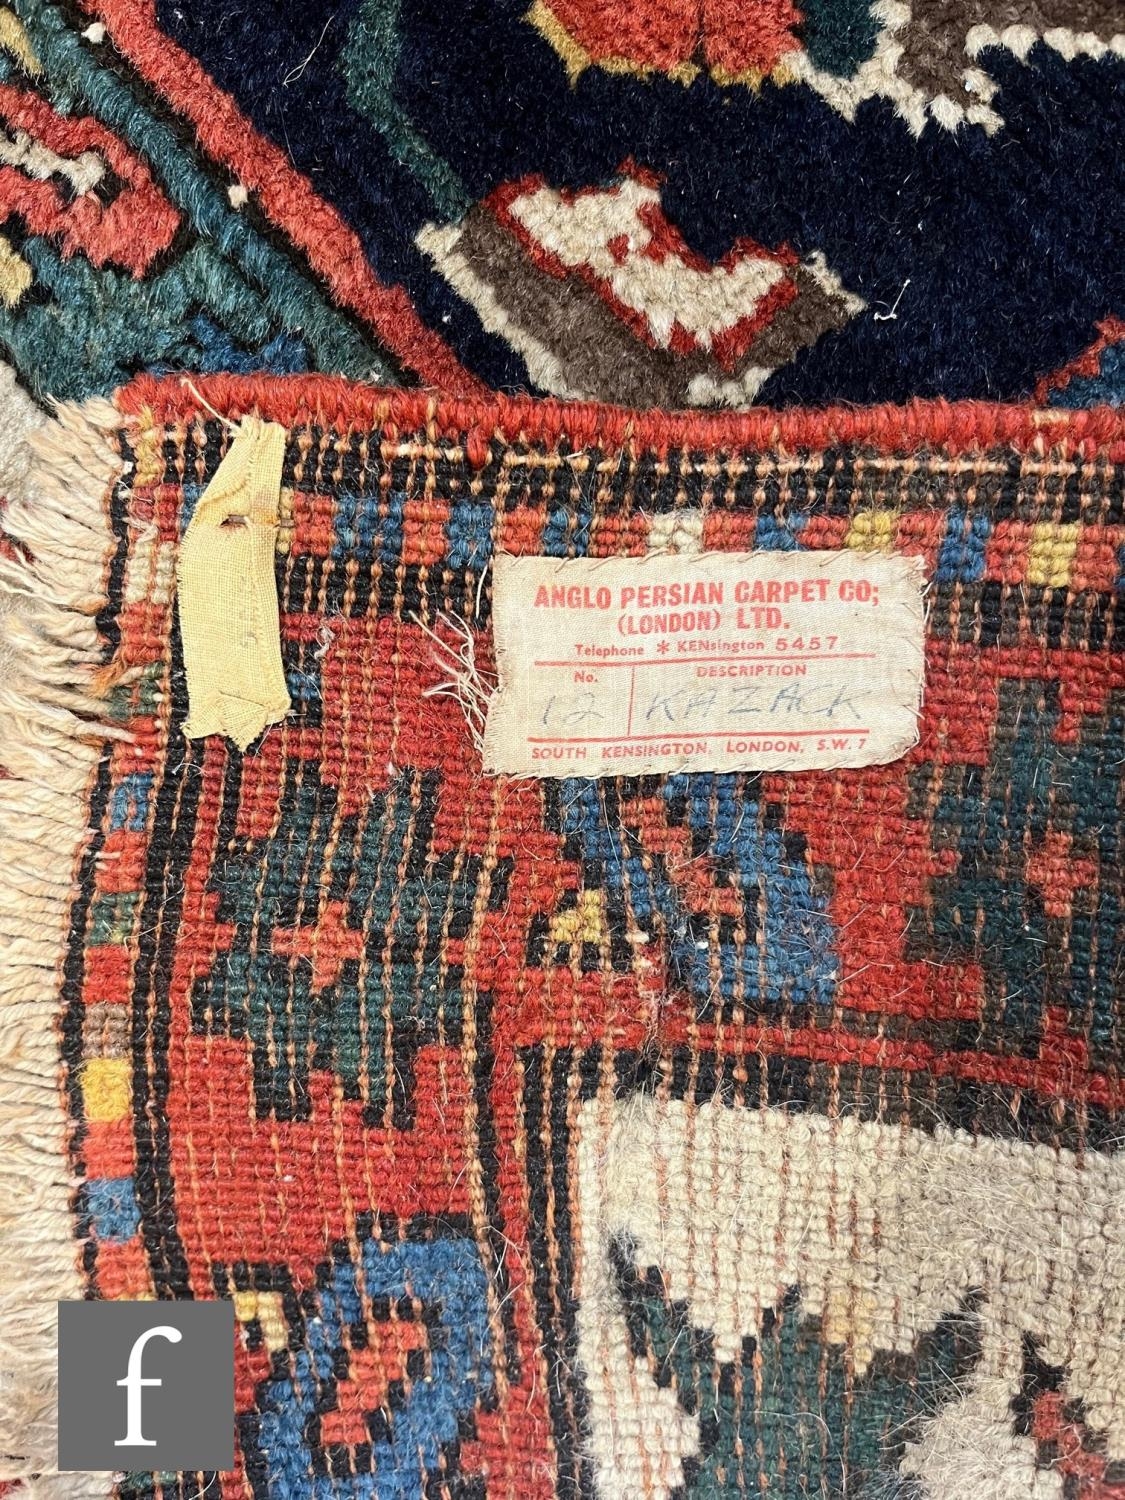 ANGLO PERSIAN CARPET CO;
(LONDON) LTD.
Telephone * KENsington 5457
No. DESCRIPTION
12 KAZACK
SOUTH KENSINGTON, LONDON, S.W. 7
f